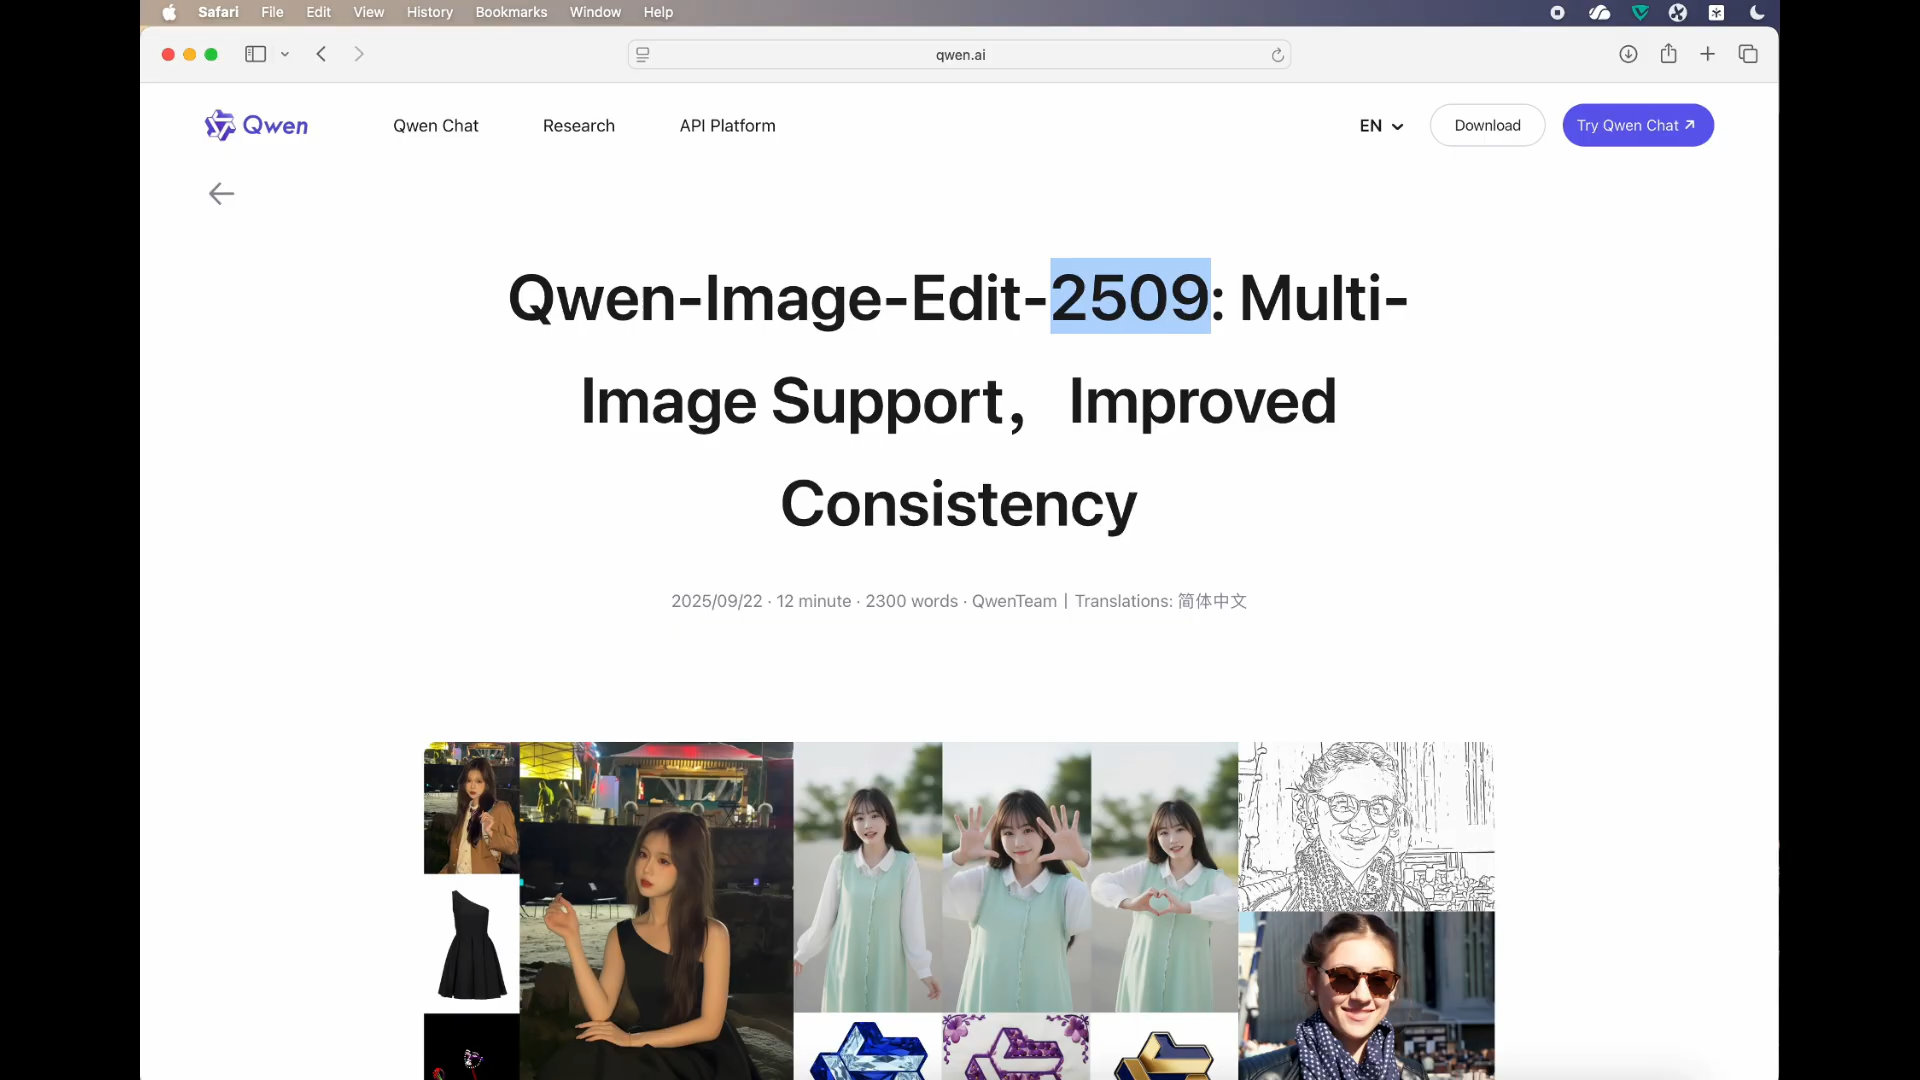 Safari File Edit View History Bookmarks Window Help
qwen.ai
Qwen Qwen Chat Research API Platform EN Download Try Qwen Chat
Qwen-Image-Edit-2509: Multi-
Image Support，Improved
Consistency
2025/09/22 · 12 minute · 2300 words · QwenTeam | Translations: 简体中文